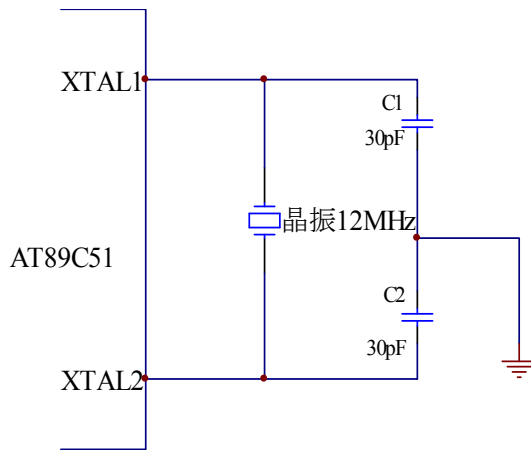 XTAL1
C1
30pF
晶振12MHz
AT89C51
C2
30pF
XTAL2